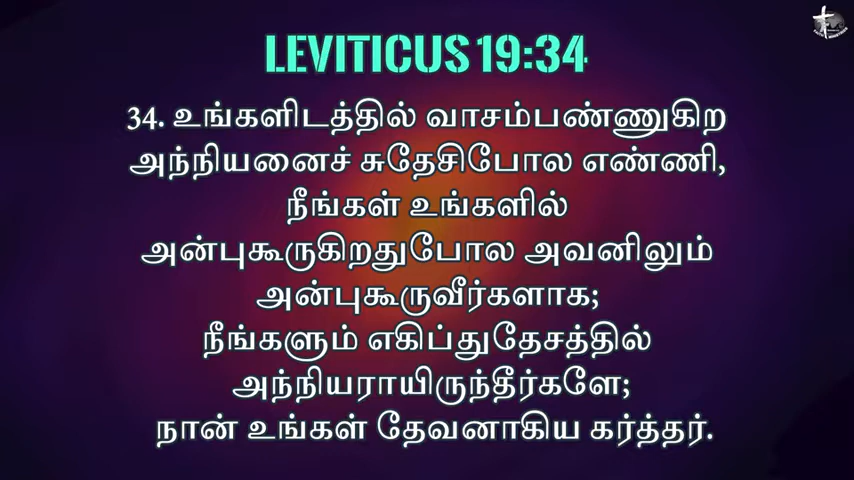 LEVITICUS 19:34
34. உங்களிடத்தில் வாசம்பண்ணுகிற
அந்நியனைச் சுதேசிபோல எண்ணி,
நீங்கள் உங்களில்
அன்புகூருகிறதுபோல அவனிலும்
அன்புகூருவீர்களாக;
நீங்களும் எகிப்துதேசத்தில்
அந்நியராயிருந்தீர்களே;
நான் உங்கள் தேவனாகிய கர்த்தர்.